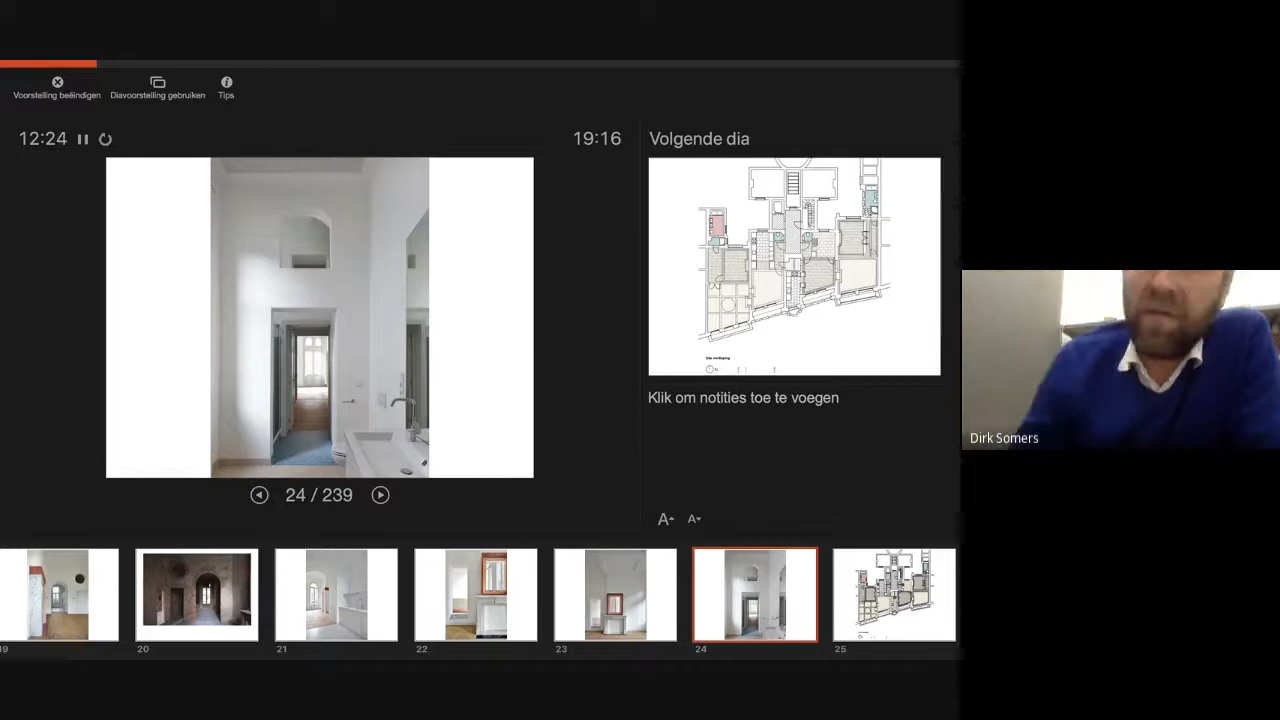 Voorstelling beëindigen
Diavoorstelling gebruiken
Tips
12:24
19:16
Volgende dia
N
Klik om notities toe te voegen
24 / 239
A A
Dirk Somers
19
20
21
22
23
24
25